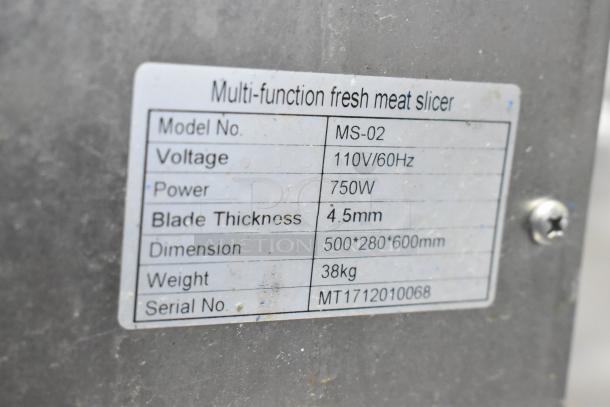 Multi-function fresh meat slicer
Model No. MS-02
Voltage 110V/60Hz
Power 750W
Blade Thickness 4.5mm
Dimension 500*280*600mm
Weight 38kg
Serial No. MT1712010068